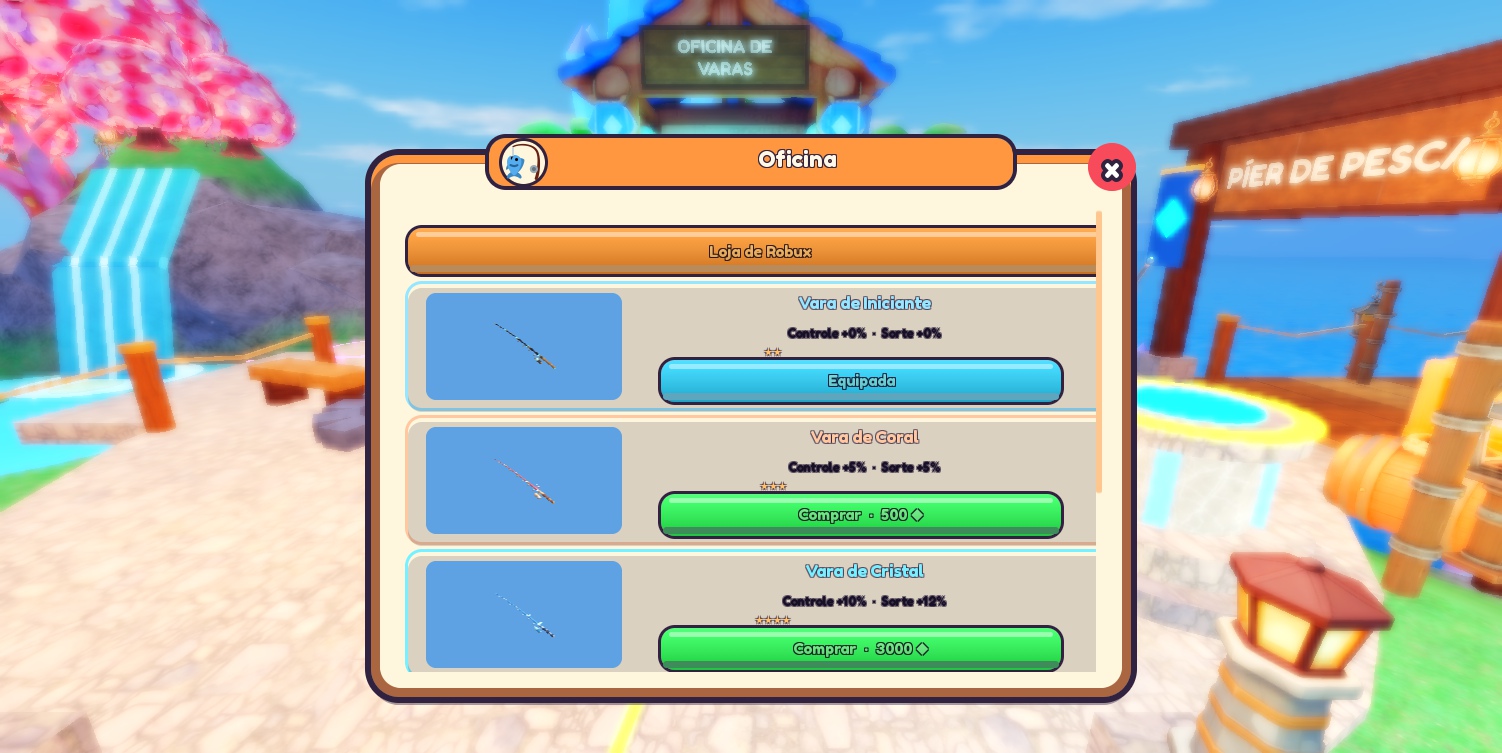 OFICINA DE
VARAS
Oficina
PÍER DE PESCA
Loja de Robux
Vara de Iniciante
Controle +0% · Sorte +0%
Equipada
Vara de Coral
Controle +5% · Sorte +5%
Comprar · 500
Vara de Cristal
Controle +10% · Sorte +12%
Comprar · 3000